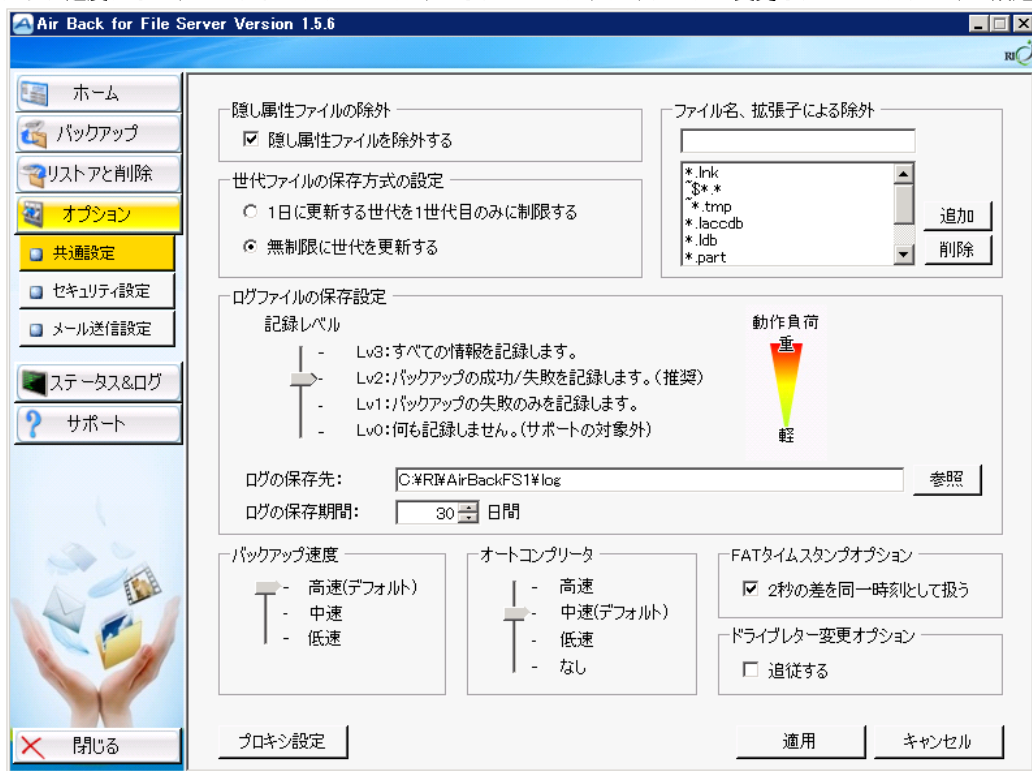 Air Back for File Server Version 1.5.6
RI
ホーム
バックアップ
リストアと削除
オプション
共通設定
セキュリティ設定
メール送信設定
ステータス&ログ
サポート
閉じる
隠し属性ファイルの除外
隠し属性ファイルを除外する
世代ファイルの保存方式の設定
1日に更新する世代を1世代目のみに制限する
無制限に世代を更新する
ファイル名、拡張子による除外
*.lnk
~$*.*
~*.tmp
*.laccdb
*.ldb
*.part
追加
削除
ログファイルの保存設定
記録レベル
- Lv3:すべての情報を記録します。
- Lv2:バックアップの成功/失敗を記録します。(推奨)
- Lv1:バックアップの失敗のみを記録します。
- Lv0:何も記録しません。(サポートの対象外)
動作負荷
重
軽
ログの保存先: C:¥RI¥AirBackFS1¥log 参照
ログの保存期間: 30 日間
バックアップ速度
- 高速(デフォルト)
- 中速
- 低速
オートコンプリータ
- 高速
- 中速(デフォルト)
- 低速
- なし
FATタイムスタンプオプション
2秒の差を同一時刻として扱う
ドライブレター変更オプション
追従する
プロキシ設定
適用
キャンセル